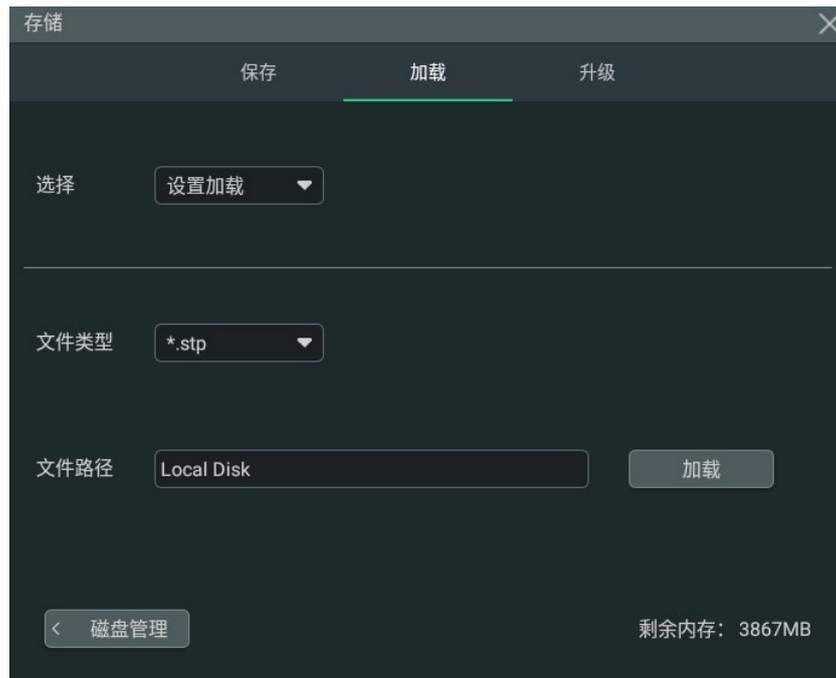 存储
保存 加载 升级
选择 设置加载
文件类型 *.stp
文件路径 Local Disk 加载
< 磁盘管理 剩余内存： 3867MB